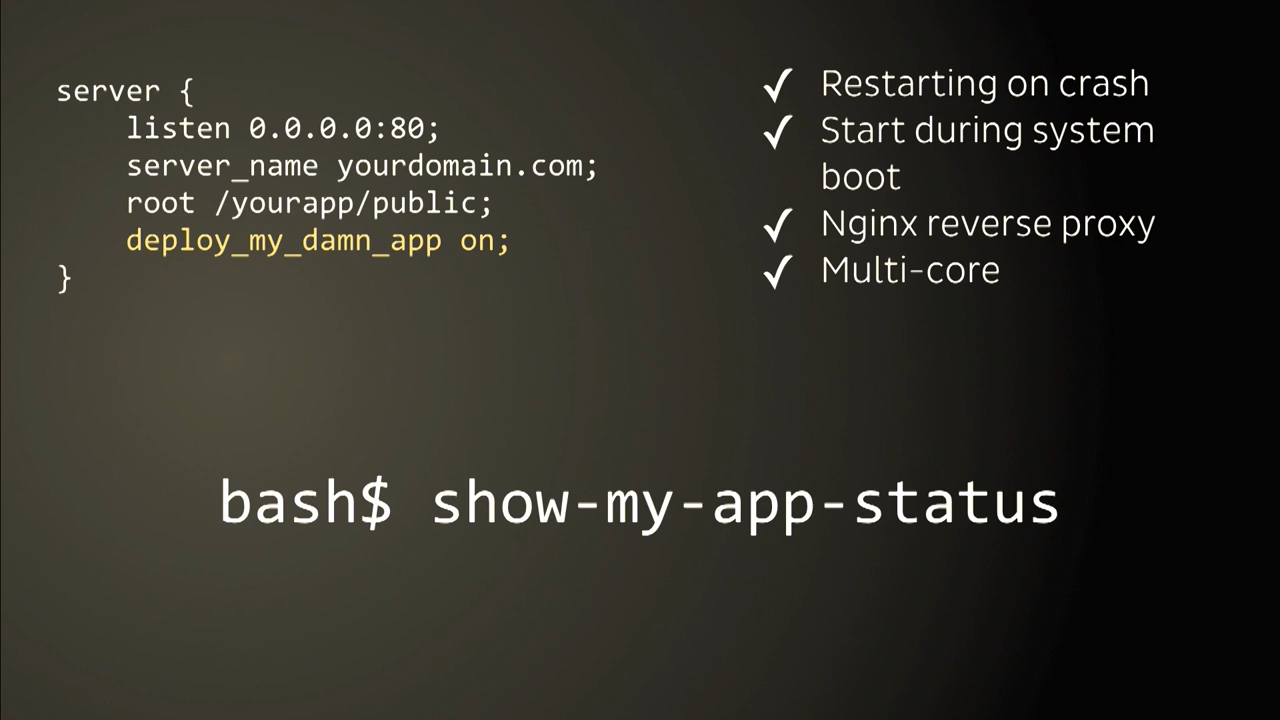 server {
    listen 0.0.0.0:80;
    server_name yourdomain.com;
    root /yourapp/public;
    deploy_my_damn_app on;
}
✓ Restarting on crash
✓ Start during system
boot
✓ Nginx reverse proxy
✓ Multi-core
bash$ show-my-app-status